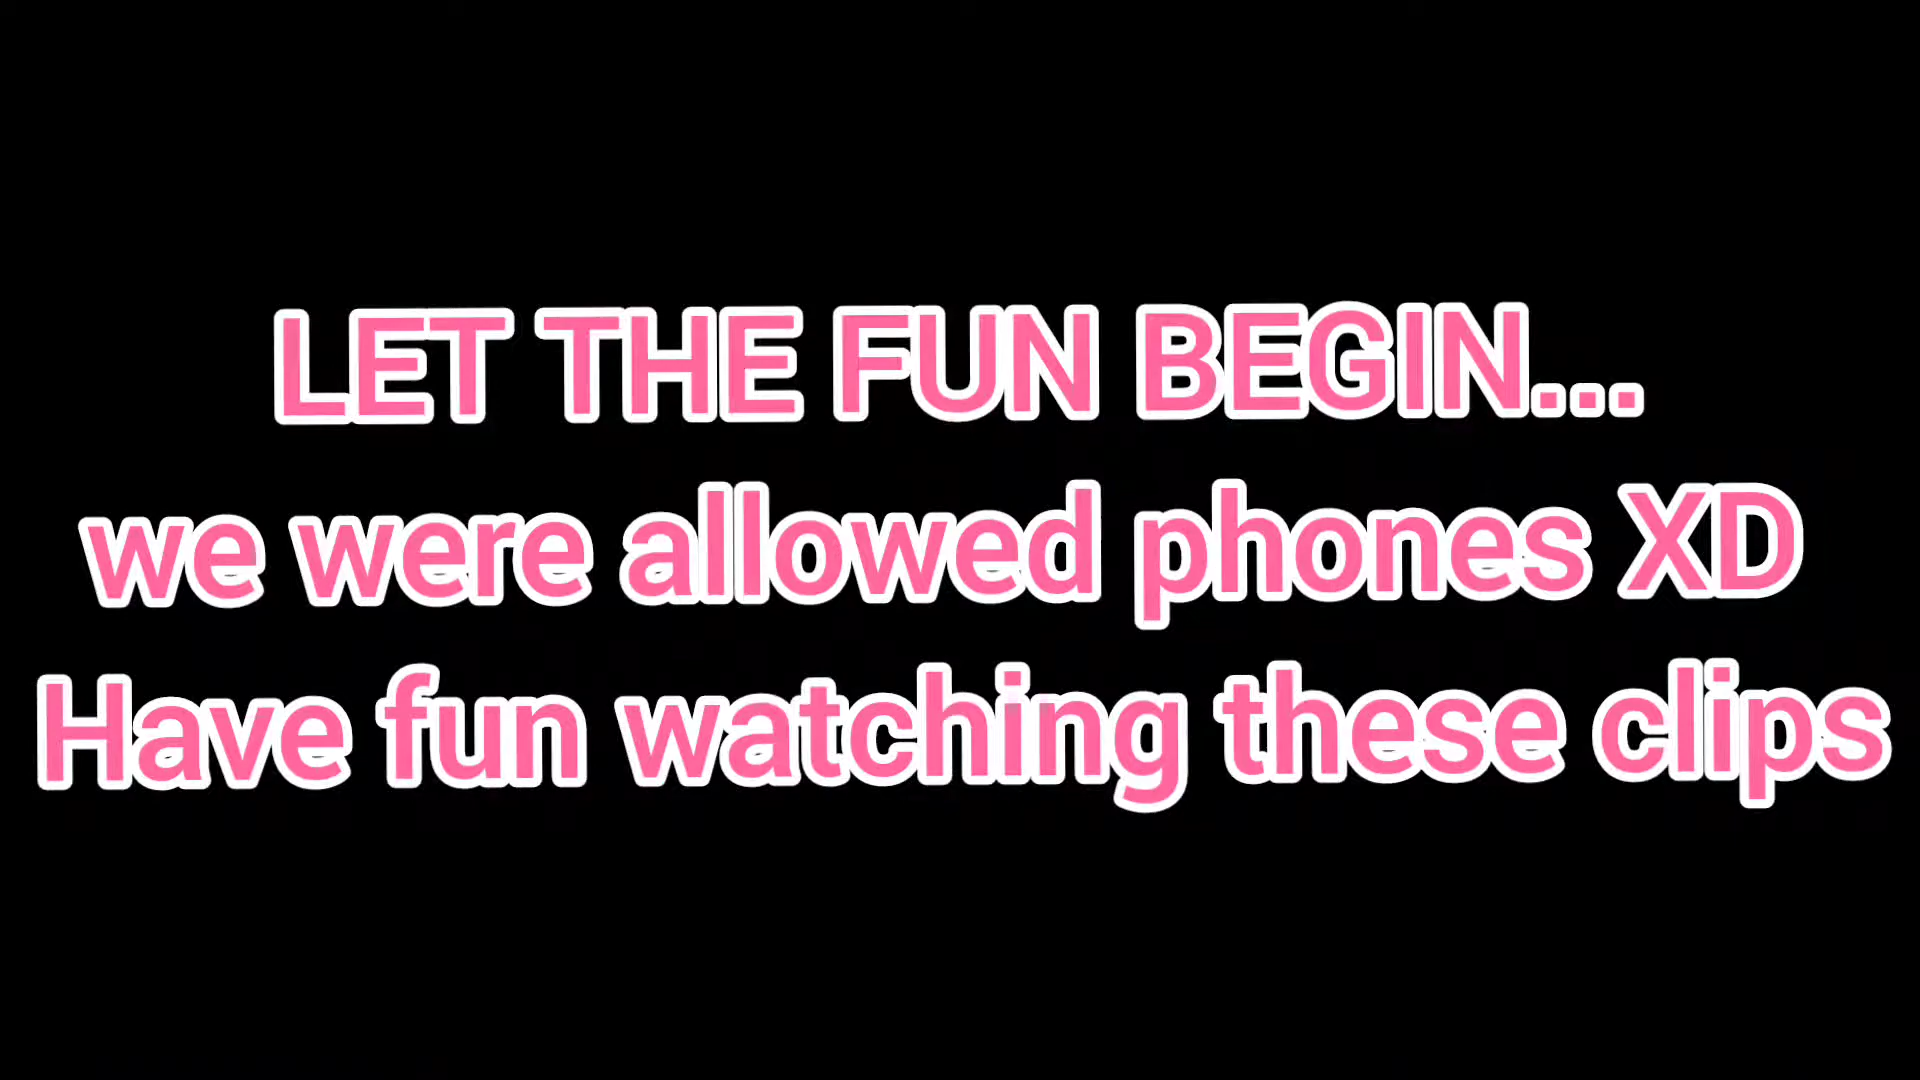 LET THE FUN BEGIN...
we were allowed phones XD
Have fun watching these clips